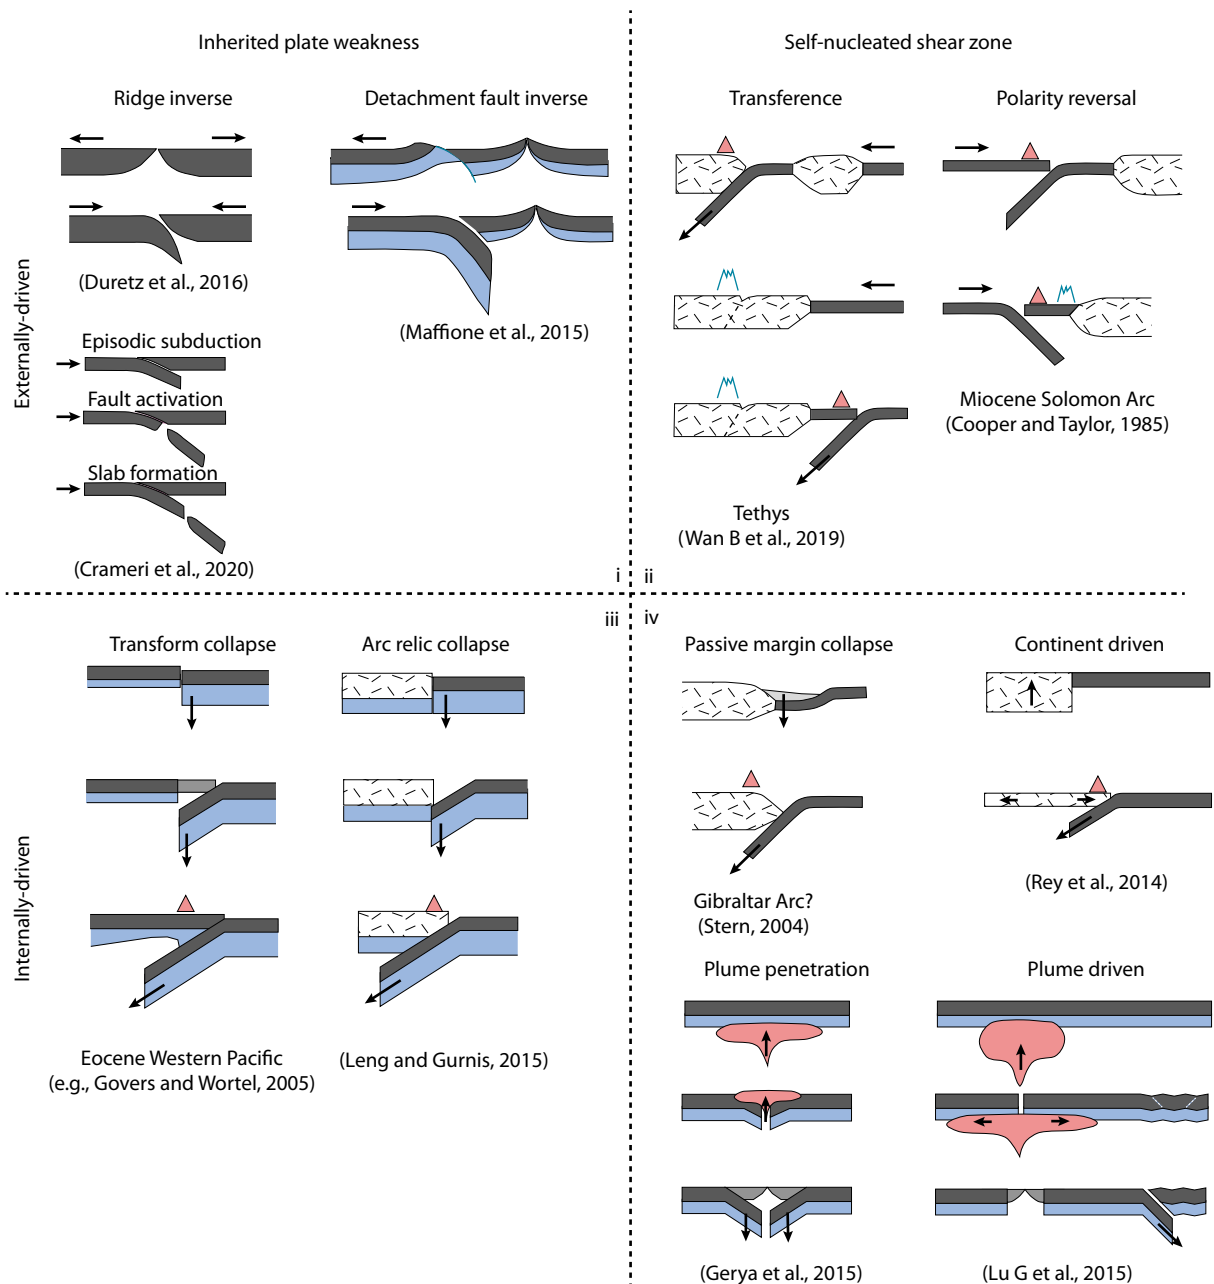 Inherited plate weakness
Self-nucleated shear zone
Externally-driven
Ridge inverse
(Duretz et al., 2016)
Detachment fault inverse
(Maffione et al., 2015)
Episodic subduction
Fault activation
Slab formation
(Crameri et al., 2020)
i
Transference
Tethys
(Wan B et al., 2019)
Polarity reversal
Miocene Solomon Arc
(Cooper and Taylor, 1985)
ii
Internally-driven
iii
Transform collapse
Eocene Western Pacific
(e.g., Govers and Wortel, 2005)
Arc relic collapse
(Leng and Gurnis, 2015)
iv
Passive margin collapse
Gibraltar Arc?
(Stern, 2004)
Continent driven
(Rey et al., 2014)
Plume penetration
(Gerya et al., 2015)
Plume driven
(Lu G et al., 2015)